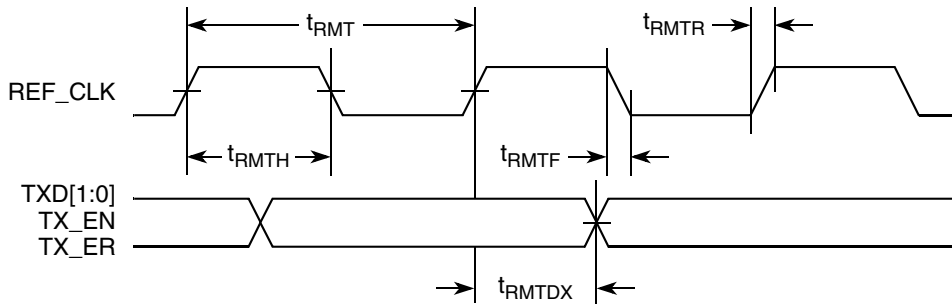 tRMT
tRMTR
REF_CLK
tRMTH
tRMTF
TXD[1:0]
TX_EN
TX_ER
tRMTDX